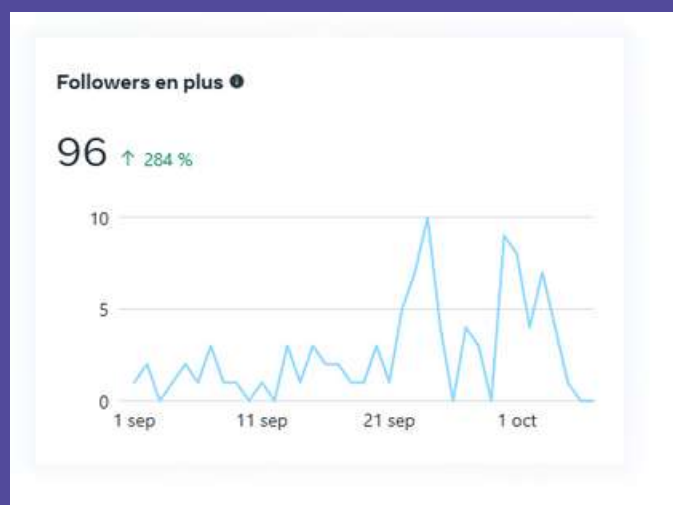 Followers en plus
96 ↑ 284 %
10
5
0
1 sep 11 sep 21 sep 1 oct